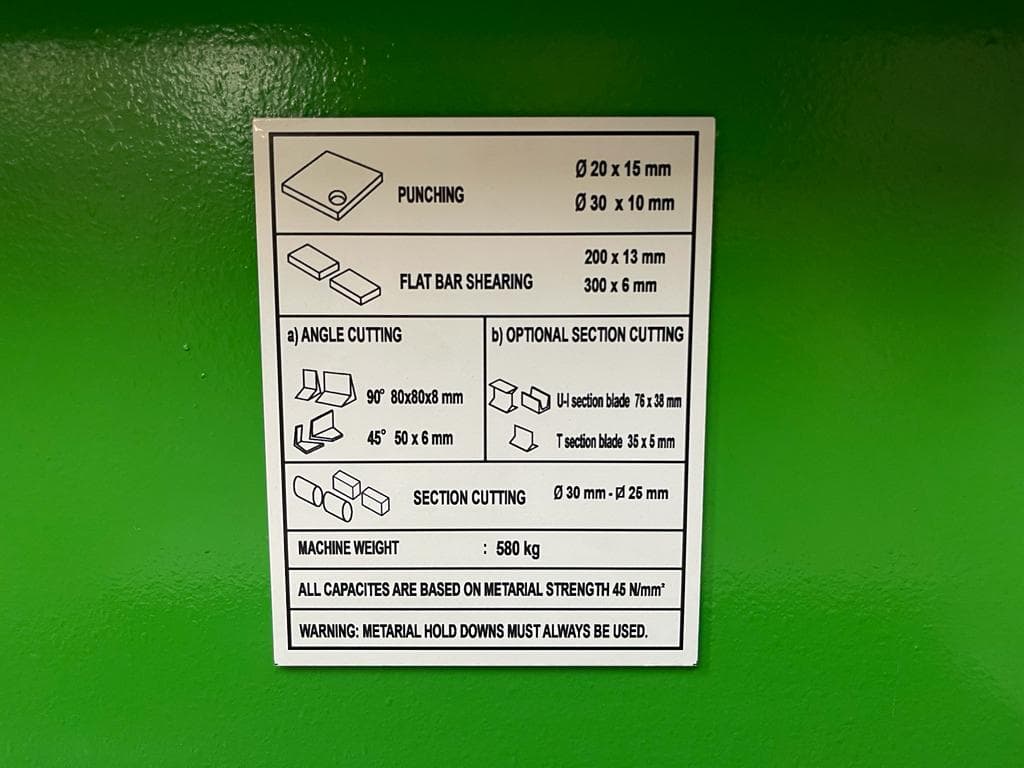 PUNCHING
Ø 20 x 15 mm
Ø 30 x 10 mm
FLAT BAR SHEARING
200 x 13 mm
300 x 6 mm
a) ANGLE CUTTING
90° 80x80x8 mm
45° 50 x 6 mm
b) OPTIONAL SECTION CUTTING
U-I section blade 76 x 38 mm
T section blade 35 x 5 mm
SECTION CUTTING Ø 30 mm - ⍁ 25 mm
MACHINE WEIGHT : 580 kg
ALL CAPACITES ARE BASED ON METARIAL STRENGTH 45 N/mm²
WARNING: METARIAL HOLD DOWNS MUST ALWAYS BE USED.